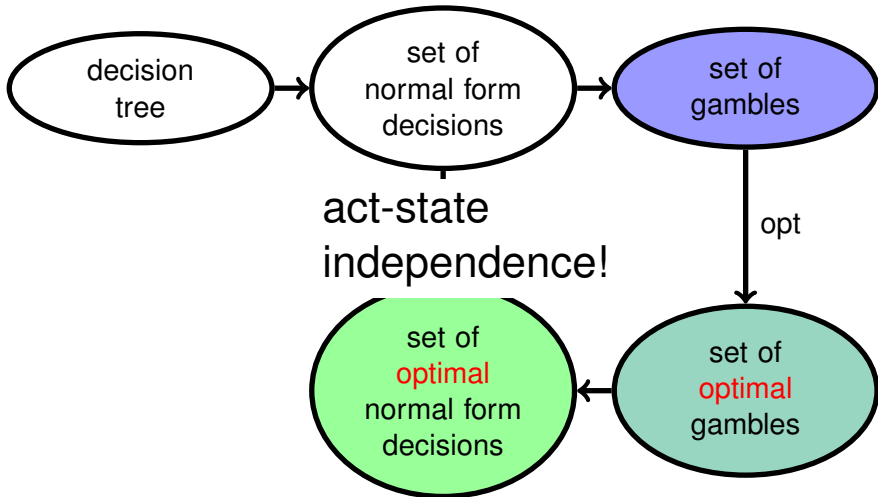 decision
tree
set of
normal form
decisions
set of
gambles
act-state
independence!
opt
set of
optimal
normal form
decisions
set of
optimal
gambles